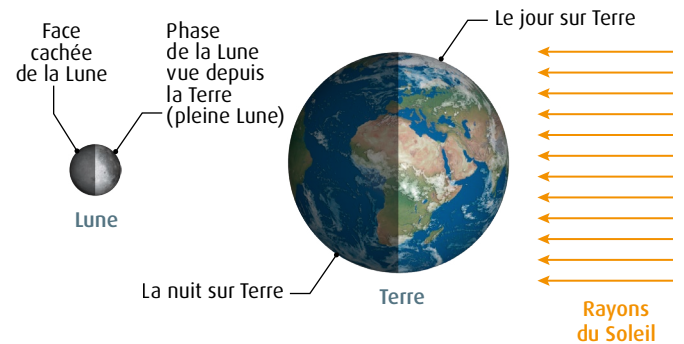 Face
cachée
de la Lune
Phase
de la Lune
vue depuis
la Terre
(pleine Lune)
Le jour sur Terre
Lune
La nuit sur Terre
Terre
Rayons
du Soleil